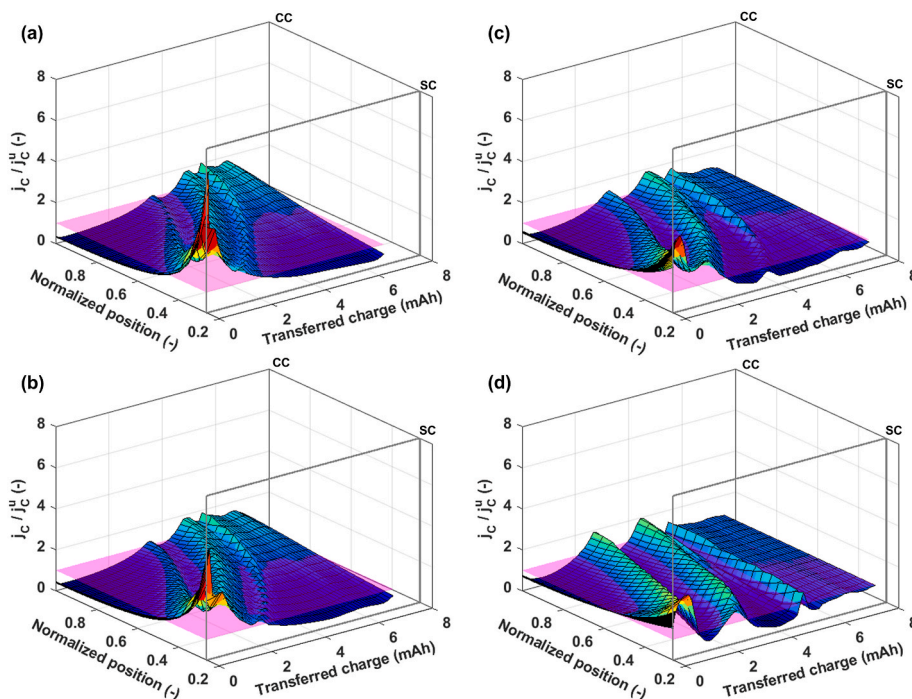 (a)
CC
SC
8
6
4
2
0
j_C / j_C^u (-)
0.8
0.6
0.4
0.2
Normalized position (-)
0
2
4
6
8
Transferred charge (mAh)
(c)
CC
SC
8
6
4
2
0
j_C / j_C^u (-)
0.8
0.6
0.4
0.2
Normalized position (-)
0
2
4
6
8
Transferred charge (mAh)
(b)
CC
SC
8
6
4
2
0
j_C / j_C^u (-)
0.8
0.6
0.4
0.2
Normalized position (-)
0
2
4
6
8
Transferred charge (mAh)
(d)
CC
SC
8
6
4
2
0
j_C / j_C^u (-)
0.8
0.6
0.4
0.2
Normalized position (-)
0
2
4
6
8
Transferred charge (mAh)